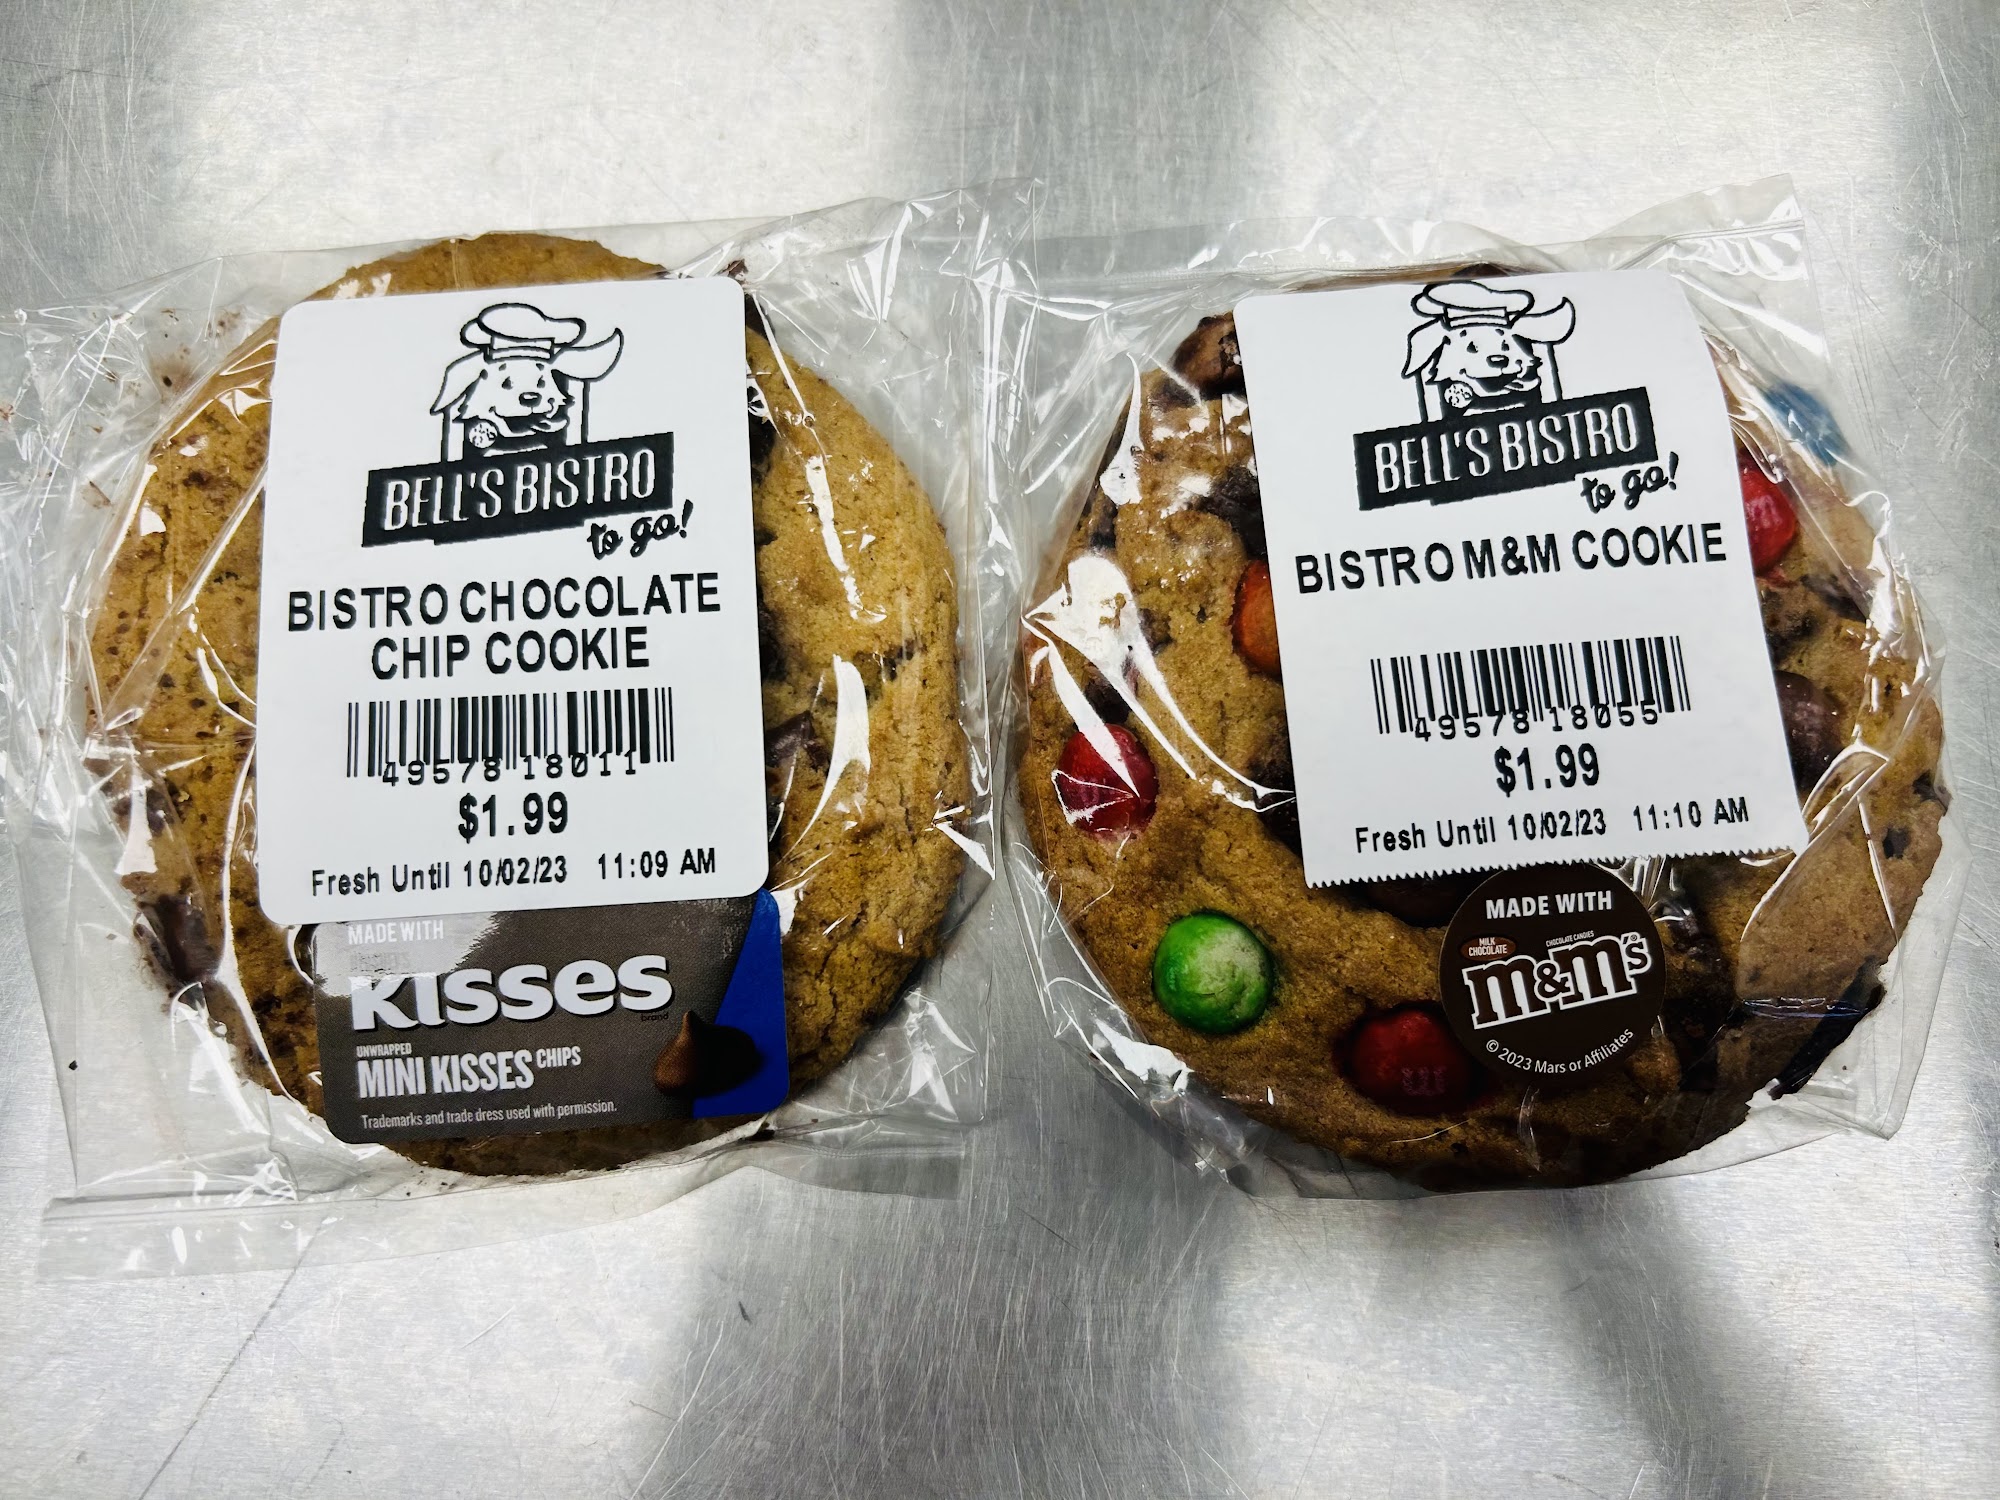 BELL'S BISTRO
to go!
BISTRO CHOCOLATE
CHIP COOKIE
49578 18011
$1.99
Fresh Until 10/02/23 11:09 AM
MADE WITH
KISSES
brand
UNWRAPPED
MINI KISSES CHIPS
Trademarks and trade dress used with permission.
BELL'S BISTRO
to go!
BISTRO M&M COOKIE
49578 18055
$1.99
Fresh Until 10/02/23 11:10 AM
MADE WITH
MILK
CHOCOLATE
CHOCOLATE CANDIES
m&m's®
© 2023 Mars or Affiliates
m